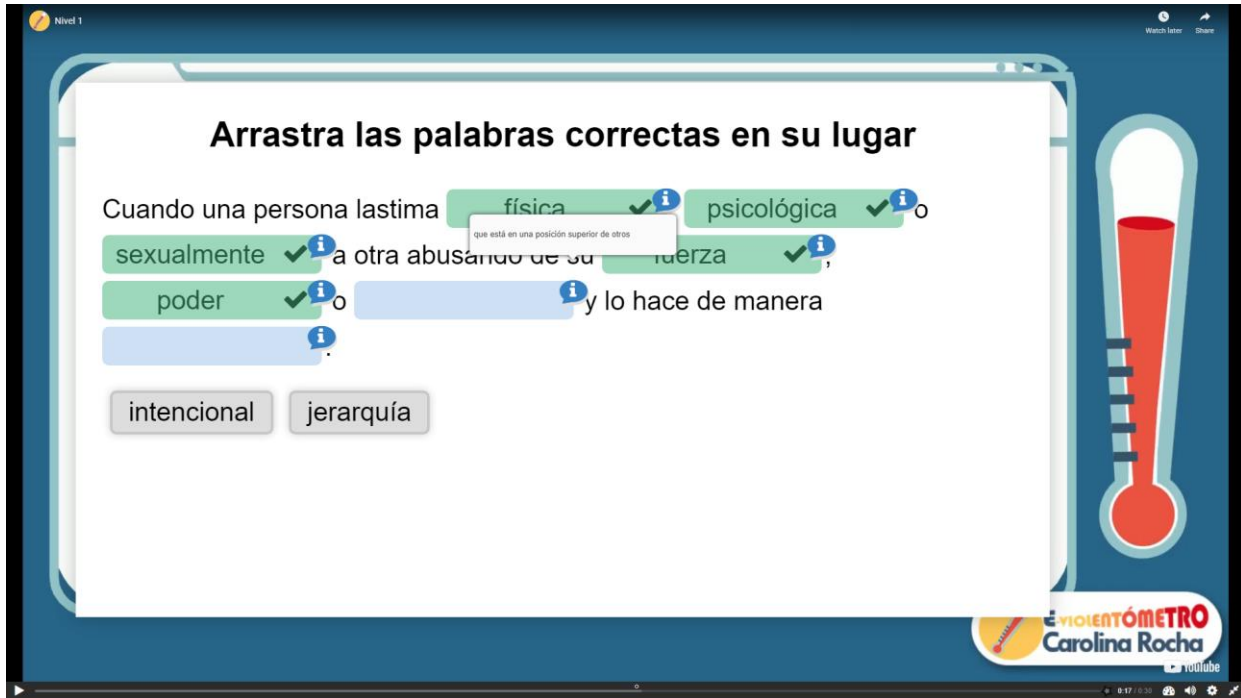 Nivel 1
Watch later Share
Arrastra las palabras correctas en su lugar
Cuando una persona lastima física psicológica o
que está en una posición superior de otros
sexualmente a otra abusando de su fuerza ,
poder o y lo hace de manera
.
intencional jerarquía
E-VIOLENTÓMETRO
Carolina Rocha
YouTube
0:17 / 0:30